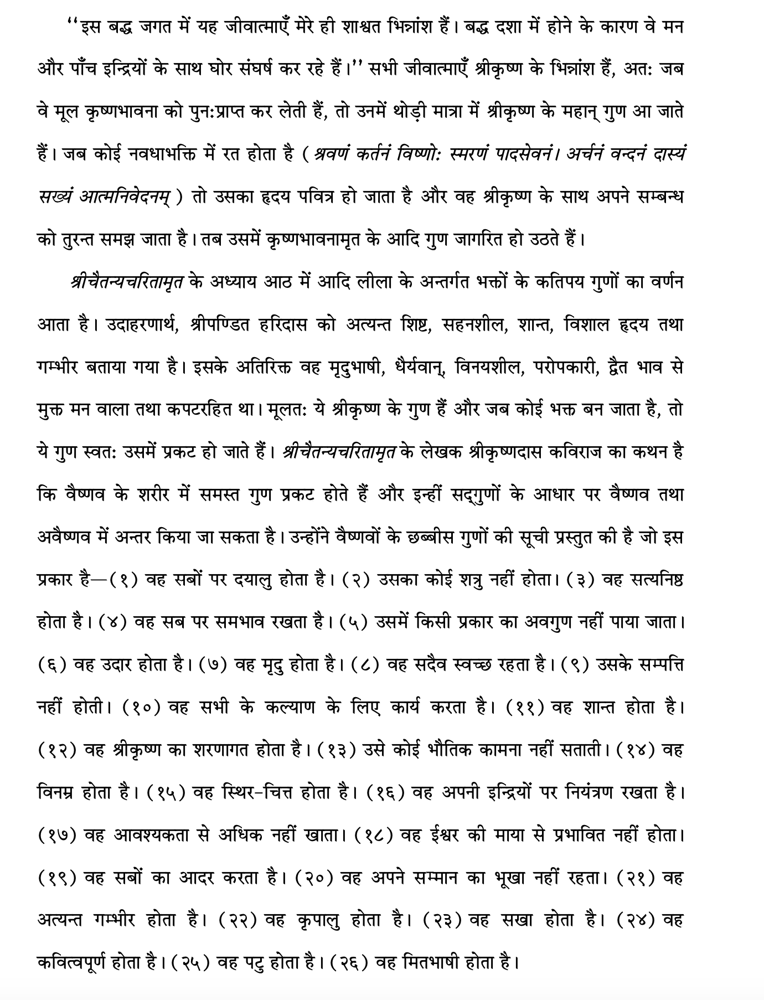 ‘‘इस बद्ध जगत में यह जीवात्माएँ मेरे ही शाश्वत भिन्नांश हैं। बद्ध दशा में होने के कारण वे मन
और पाँच इन्द्रियों के साथ घोर संघर्ष कर रहे हैं।’’ सभी जीवात्माएँ श्रीकृष्ण के भिन्नांश हैं, अतः जब
वे मूल कृष्णभावना को पुनःप्राप्त कर लेती हैं, तो उनमें थोड़ी मात्रा में श्रीकृष्ण के महान् गुण आ जाते
हैं। जब कोई नवधाभक्ति में रत होता है (श्रवणं कर्तनं विष्णोः स्मरणं पादसेवनं। अर्चनं वन्दनं दास्यं
सख्यं आत्मनिवेदनम्) तो उसका हृदय पवित्र हो जाता है और वह श्रीकृष्ण के साथ अपने सम्बन्ध
को तुरन्त समझ जाता है। तब उसमें कृष्णभावनामृत के आदि गुण जागरित हो उठते हैं।
श्रीचैतन्यचरितामृत के अध्याय आठ में आदि लीला के अन्तर्गत भक्तों के कतिपय गुणों का वर्णन
आता है। उदाहरणार्थ, श्रीपण्डित हरिदास को अत्यन्त शिष्ट, सहनशील, शान्त, विशाल हृदय तथा
गम्भीर बताया गया है। इसके अतिरिक्त वह मृदुभाषी, धैर्यवान्, विनयशील, परोपकारी, द्वैत भाव से
मुक्त मन वाला तथा कपटरहित था। मूलतः ये श्रीकृष्ण के गुण हैं और जब कोई भक्त बन जाता है, तो
ये गुण स्वतः उसमें प्रकट हो जाते हैं। श्रीचैतन्यचरितामृत के लेखक श्रीकृष्णदास कविराज का कथन है
कि वैष्णव के शरीर में समस्त गुण प्रकट होते हैं और इन्हीं सद्‌गुणों के आधार पर वैष्णव तथा
अवैष्णव में अन्तर किया जा सकता है। उन्होंने वैष्णवों के छब्बीस गुणों की सूची प्रस्तुत की है जो इस
प्रकार है—(१) वह सबों पर दयालु होता है। (२) उसका कोई शत्रु नहीं होता। (३) वह सत्यनिष्ठ
होता है। (४) वह सब पर समभाव रखता है। (५) उसमें किसी प्रकार का अवगुण नहीं पाया जाता।
(६) वह उदार होता है। (७) वह मृदु होता है। (८) वह सदैव स्वच्छ रहता है। (९) उसके सम्पत्ति
नहीं होती। (१०) वह सभी के कल्याण के लिए कार्य करता है। (११) वह शान्त होता है।
(१२) वह श्रीकृष्ण का शरणागत होता है। (१३) उसे कोई भौतिक कामना नहीं सताती। (१४) वह
विनम्र होता है। (१५) वह स्थिर-चित्त होता है। (१६) वह अपनी इन्द्रियों पर नियंत्रण रखता है।
(१७) वह आवश्यकता से अधिक नहीं खाता। (१८) वह ईश्वर की माया से प्रभावित नहीं होता।
(१९) वह सबों का आदर करता है। (२०) वह अपने सम्मान का भूखा नहीं रहता। (२१) वह
अत्यन्त गम्भीर होता है। (२२) वह कृपालु होता है। (२३) वह सखा होता है। (२४) वह
कवित्वपूर्ण होता है। (२५) वह पटु होता है। (२६) वह मितभाषी होता है।